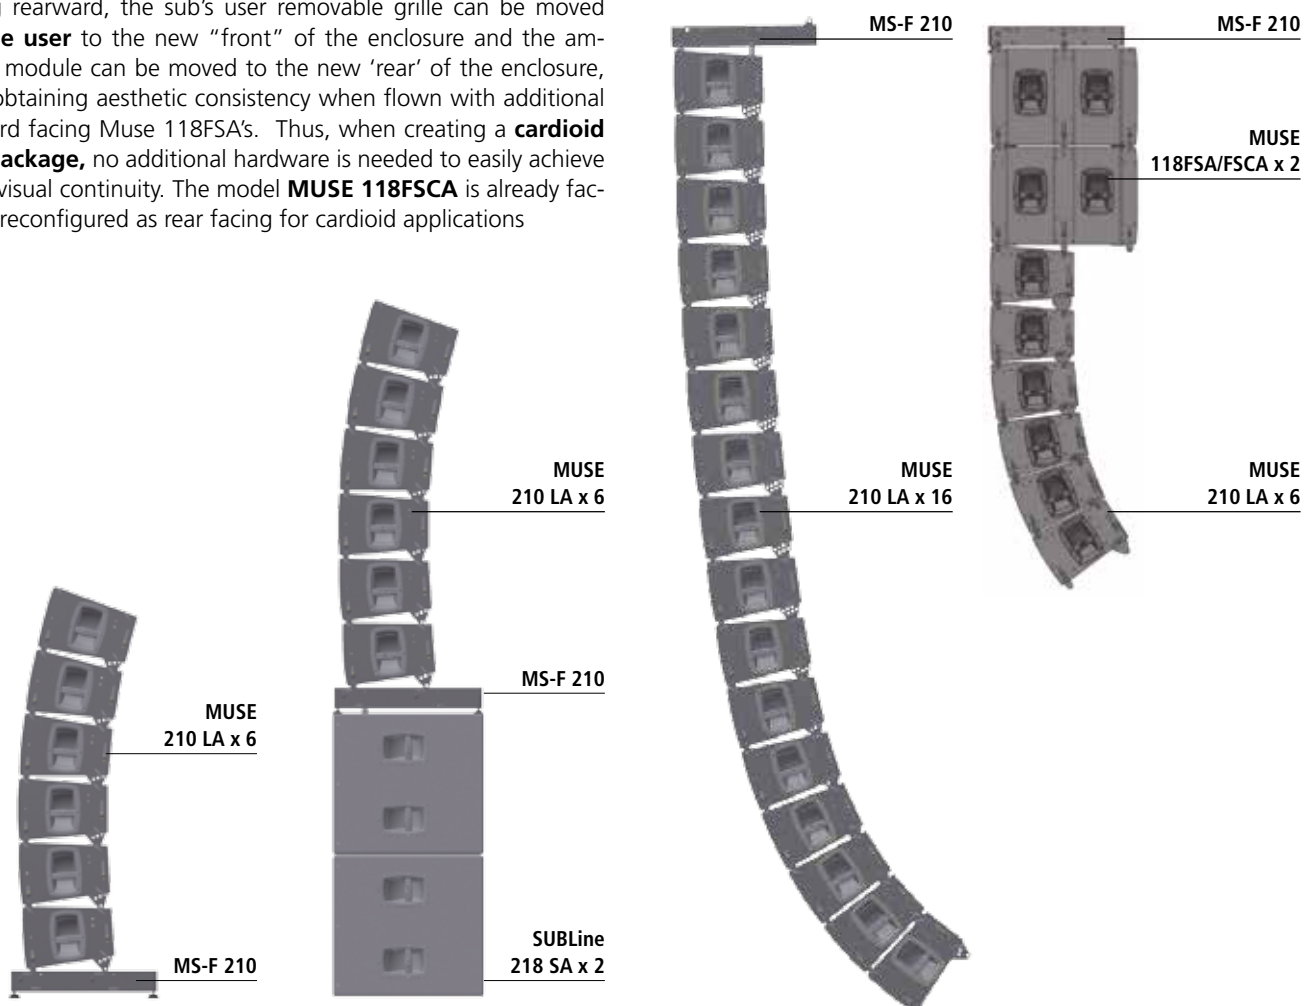 rearward, the sub's user removable grille can be moved
user to the new “front” of the enclosure and the am-
module can be moved to the new ‘rear’ of the enclosure,
obtaining aesthetic consistency when flown with additional
facing Muse 118FSA’s. Thus, when creating a cardioid
no additional hardware is needed to easily achieve
visual continuity. The model MUSE 118FSCA is already fac-
reconfigured as rear facing for cardioid applications
MUSE
210 LA x 6
MS-F 210
MUSE
210 LA x 6
MS-F 210
SUBLine
218 SA x 2
MS-F 210
MUSE
210 LA x 16
MS-F 210
MUSE
118FSA/FSCA x 2
MUSE
210 LA x 6